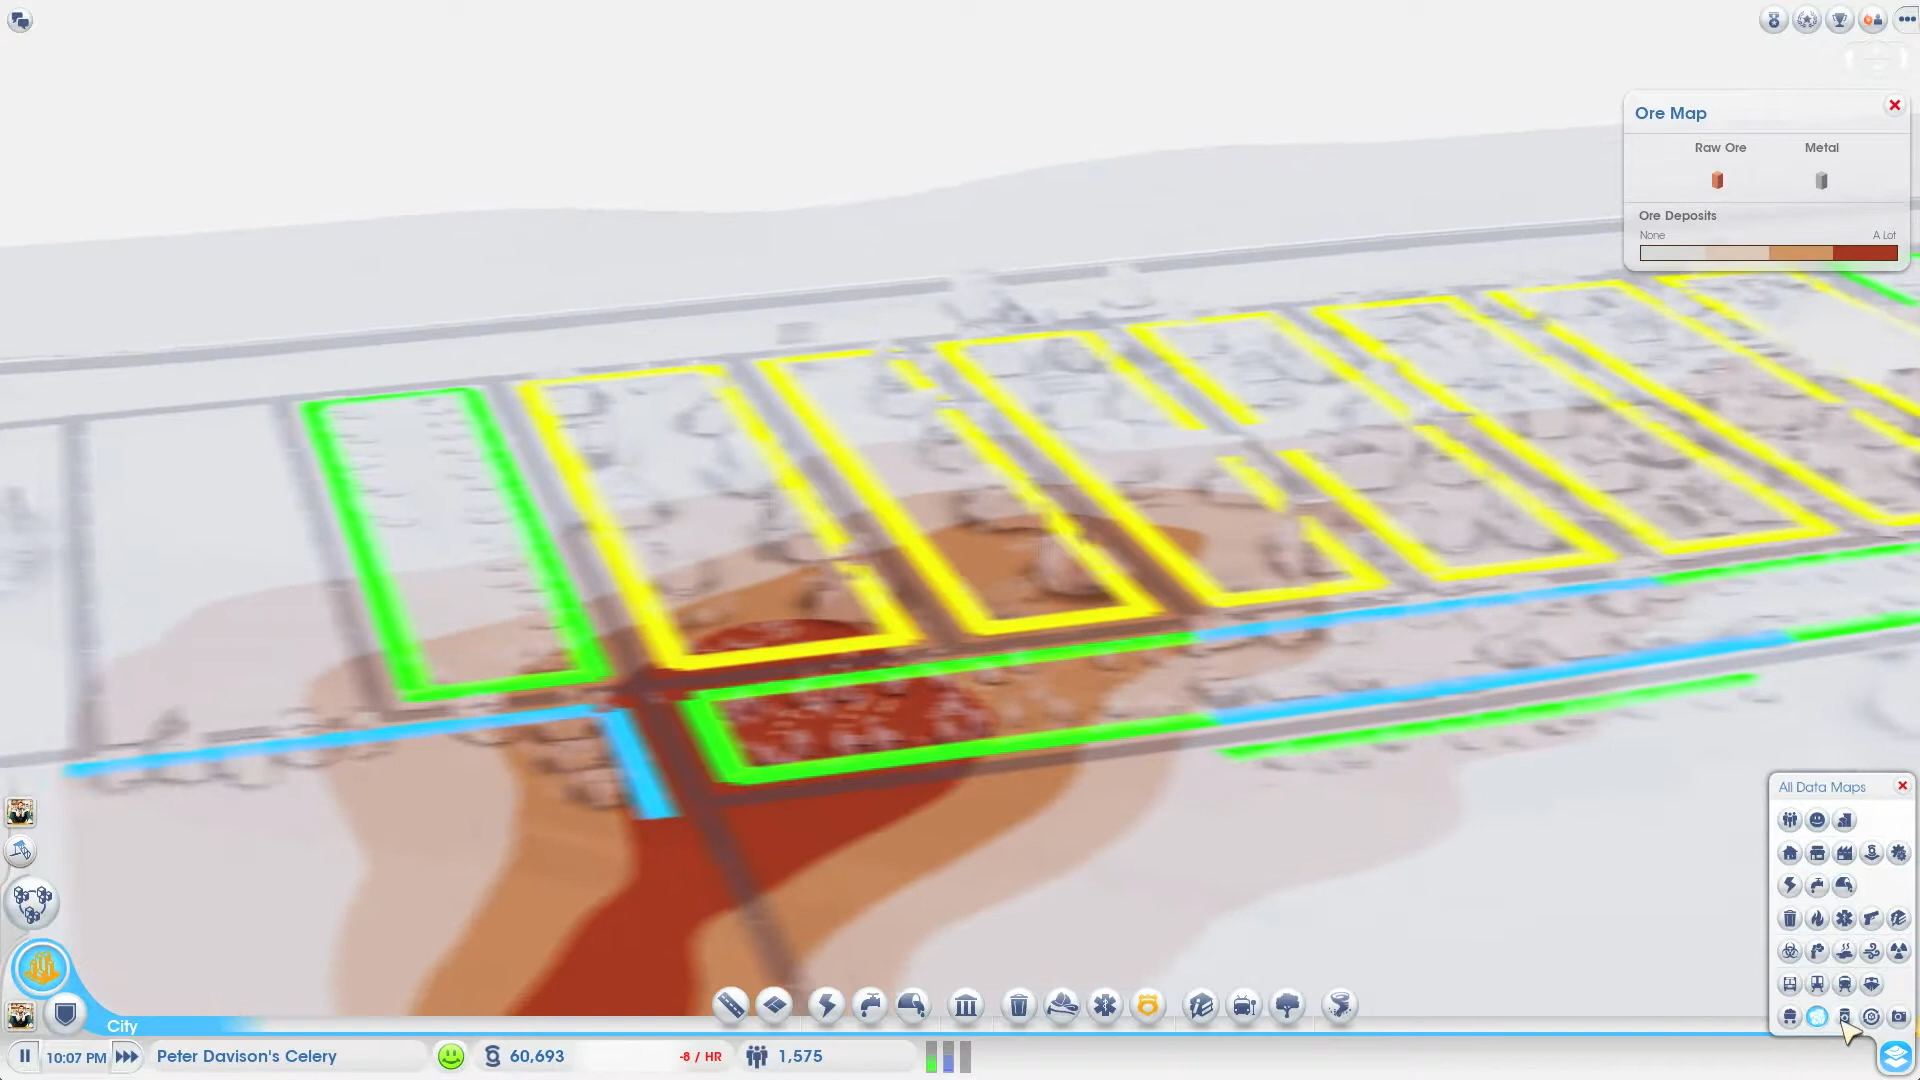 Ore Map
Raw Ore
Metal
Ore Deposits
None
A Lot
All Data Maps
City
10:07 PM
Peter Davison's Celery
60,693
-8 / HR
1,575